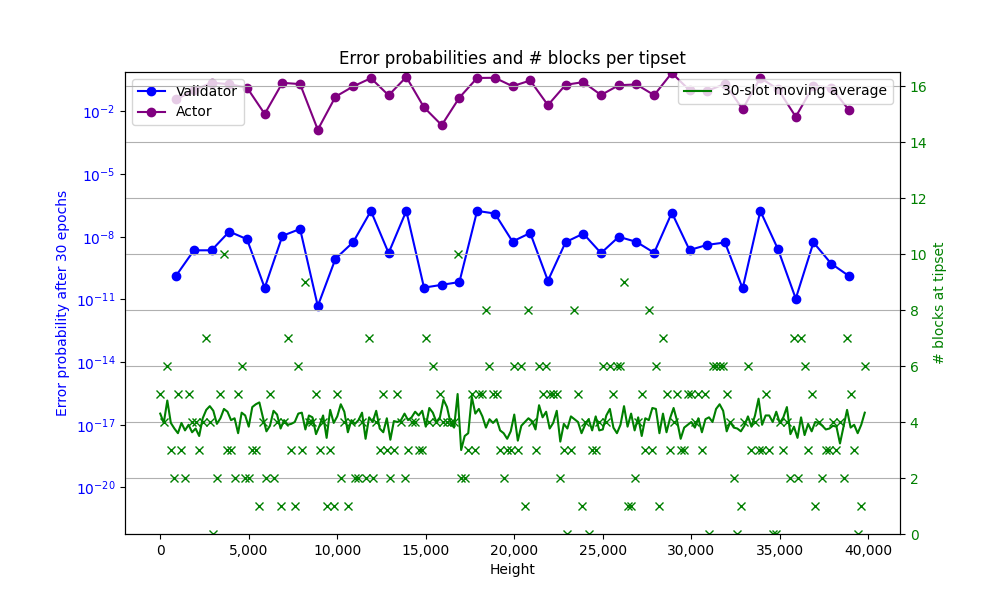 Error probabilities and # blocks per tipset
Validator
Actor
30-slot moving average
Error probability after 30 epochs
10⁻²
10⁻⁵
10⁻⁸
10⁻¹¹
10⁻¹⁴
10⁻¹⁷
10⁻²⁰
16
14
12
10
8
6
4
2
0
# blocks at tipset
0 5,000 10,000 15,000 20,000 25,000 30,000 35,000 40,000
Height